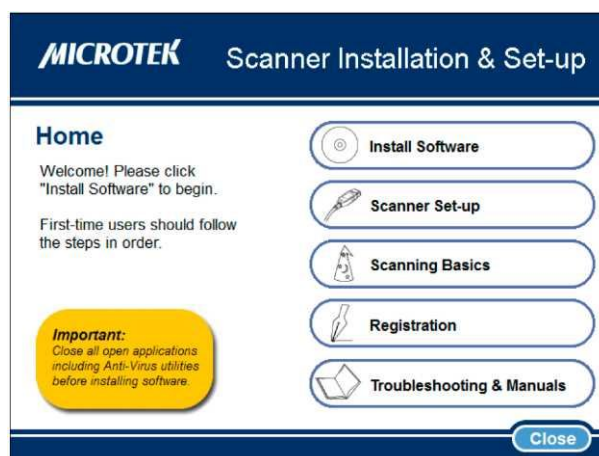 MICROTEK
Scanner Installation & Set-up
Home
Welcome! Please click
"Install Software" to begin.
First-time users should follow
the steps in order.
Important:
Close all open applications
including Anti-Virus utilities
before installing software.
Install Software
Scanner Set-up
Scanning Basics
Registration
Troubleshooting & Manuals
Close